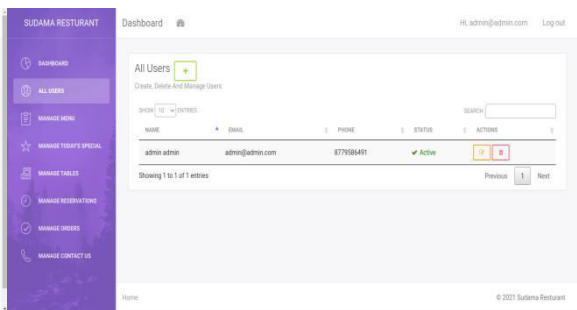 SUDAMA RESTURANT
Dashboard
Hi, admin@admin.com Log out
DASHBOARD
ALL USERS
MANAGE MENU
MANAGE TODAY'S SPECIAL
MANAGE TABLES
MANAGE RESERVATIONS
MANAGE ORDERS
MANAGE CONTACT US
All Users +
Create, Delete And Manage Users
SHOW 10 ENTRIES
SEARCH
NAME EMAIL PHONE STATUS ACTIONS
admin admin admin@admin.com 8779586491 Active
Showing 1 to 1 of 1 entries
Previous 1 Next
Home
© 2021 Sudama Resturant